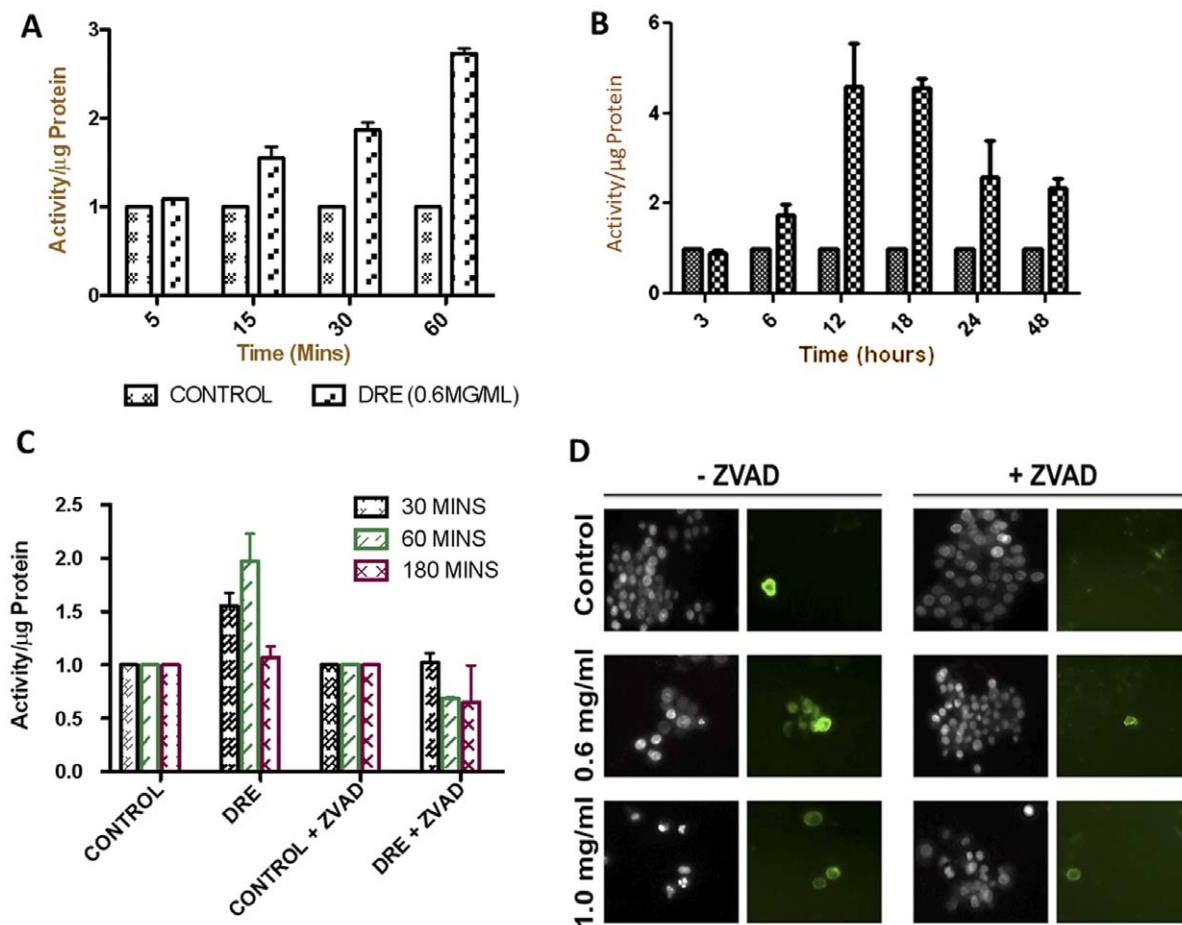 A
Activity/µg Protein
3
2
1
0
5
15
30
60
Time (Mins)
CONTROL
DRE (0.6MG/ML)
B
Activity/µg Protein
6
4
2
0
3
6
12
18
24
48
Time (hours)
C
Activity/µg Protein
2.5
2.0
1.5
1.0
0.5
0.0
30 MINS
60 MINS
180 MINS
CONTROL
DRE
CONTROL + ZVAD
DRE + ZVAD
D
- ZVAD
+ ZVAD
Control
0.6 mg/ml
1.0 mg/ml